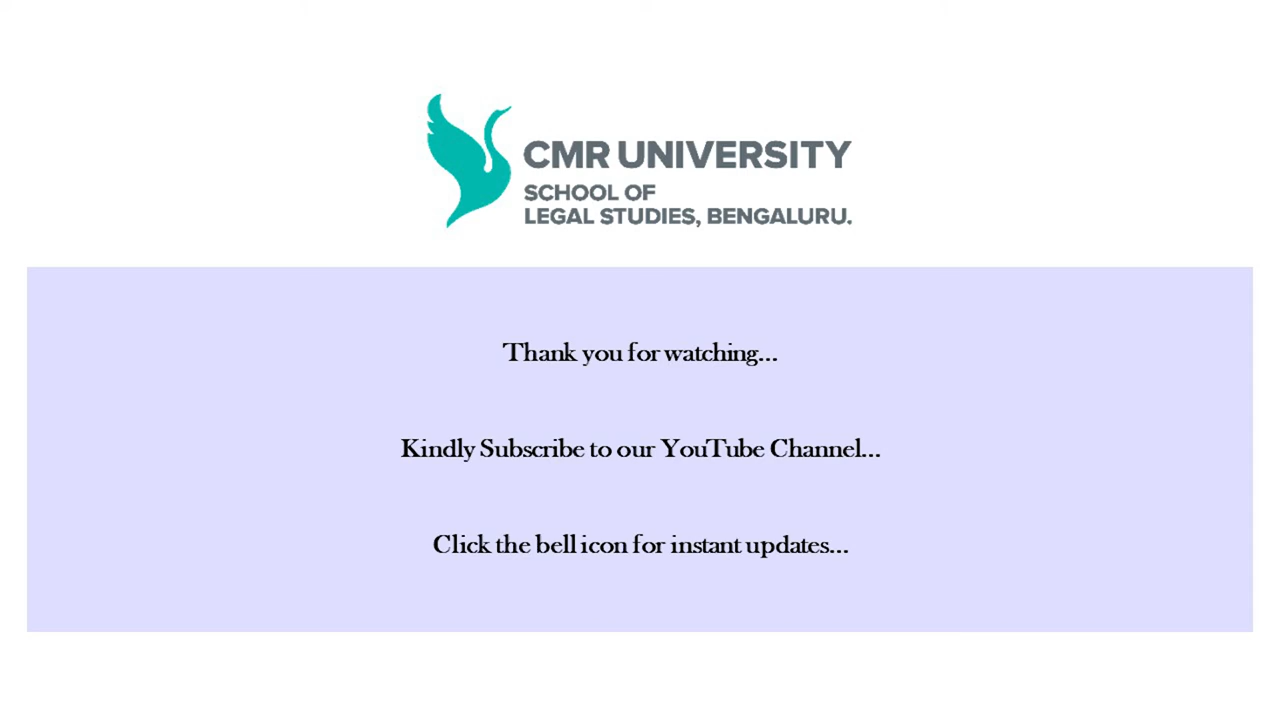 CMR UNIVERSITY
SCHOOL OF
LEGAL STUDIES, BENGALURU.
Thank you for watching...
Kindly Subscribe to our YouTube Channel...
Click the bell icon for instant updates...